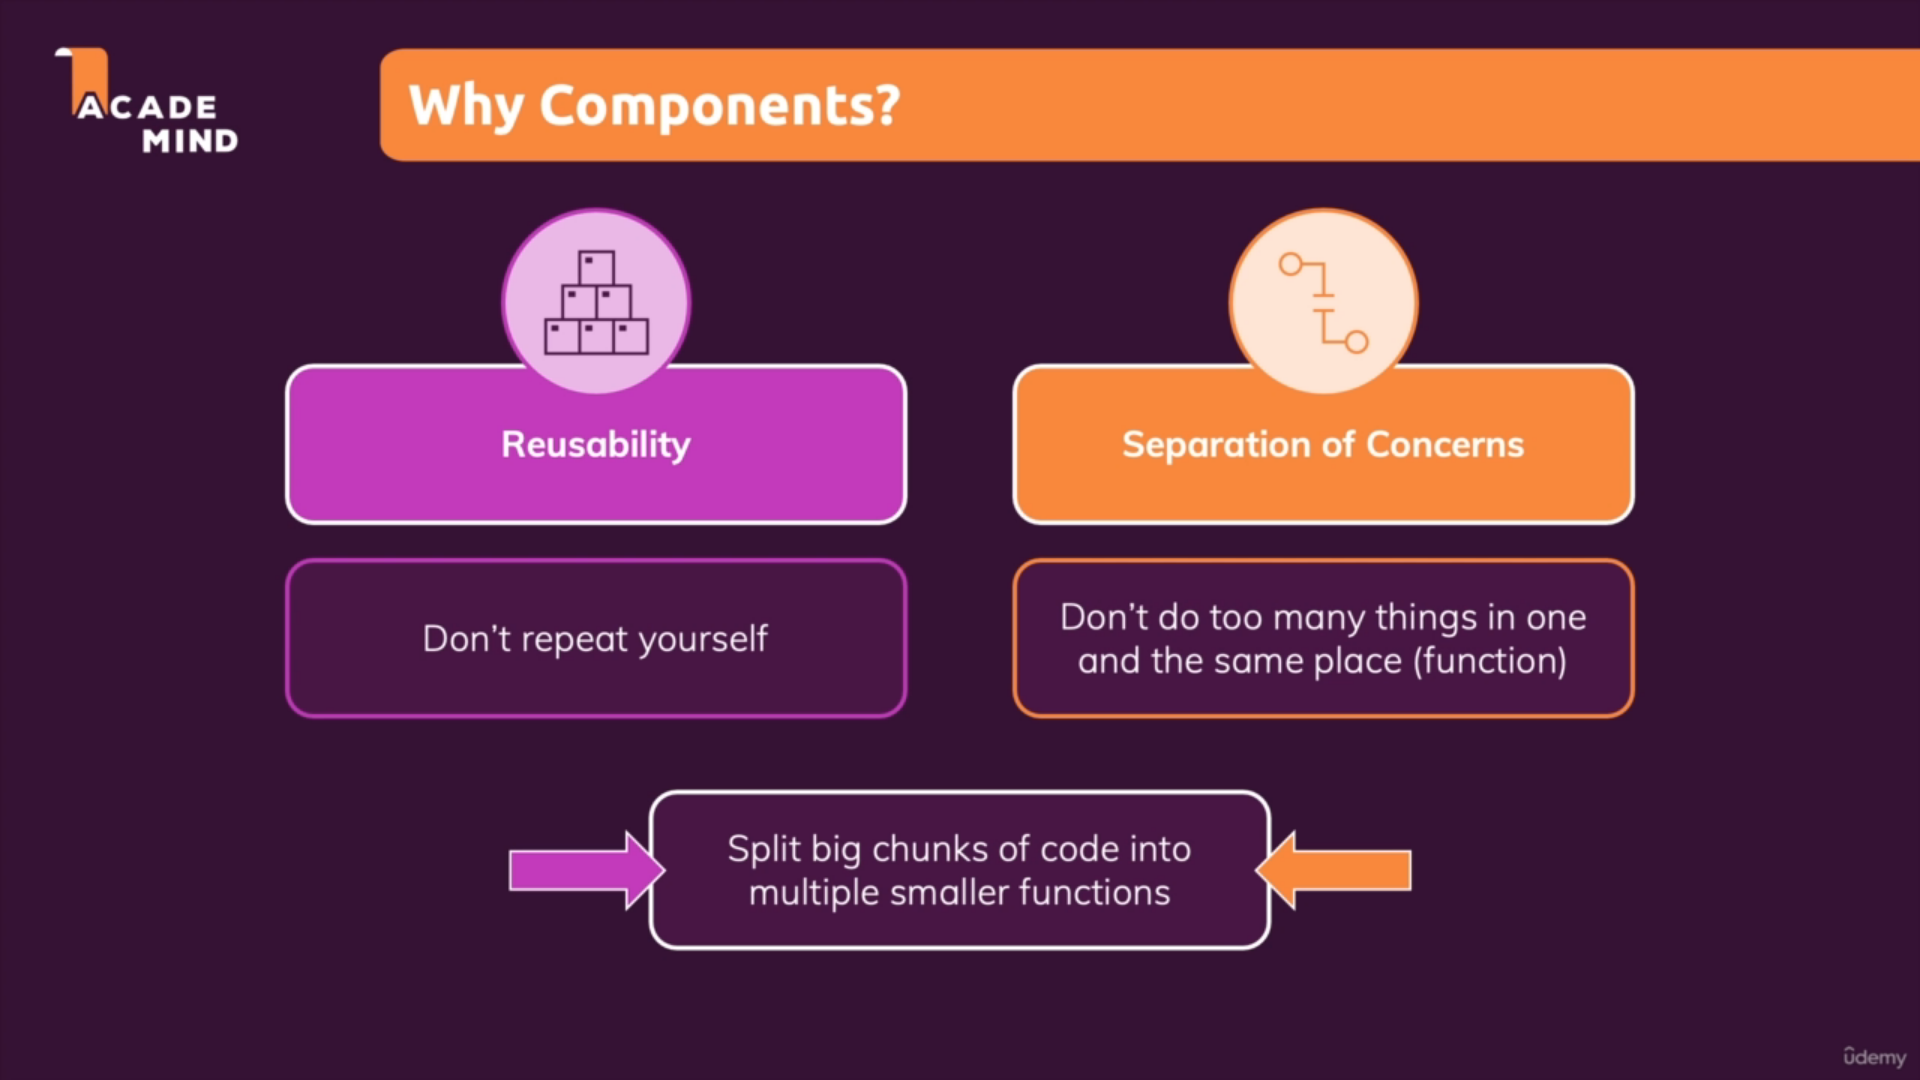 ACADE
MIND
Why Components?
Reusability
Separation of Concerns
Don't repeat yourself
Don't do too many things in one
and the same place (function)
Split big chunks of code into
multiple smaller functions
ûdemy